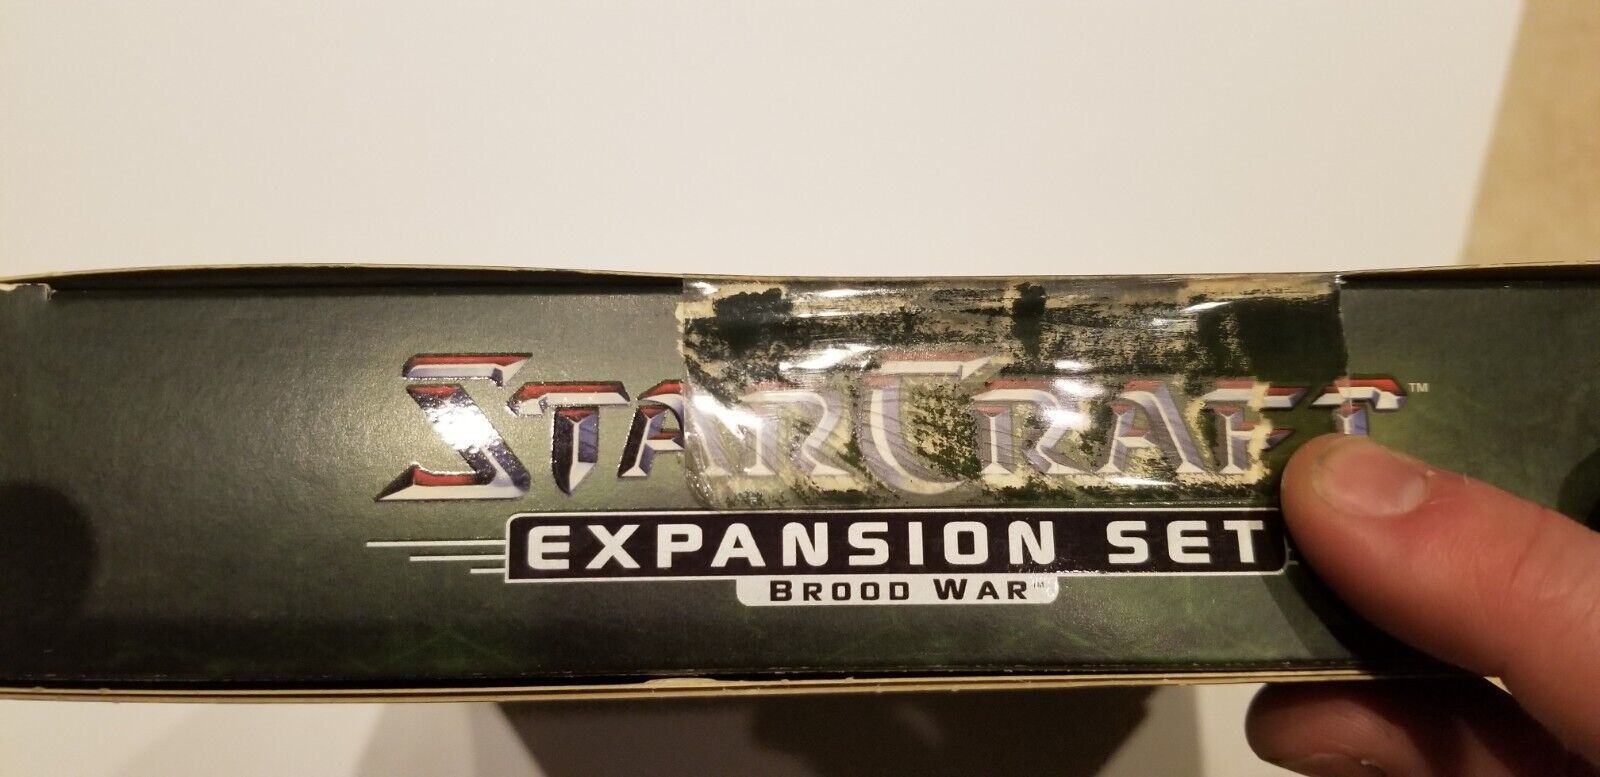 STARCRAFT™
EXPANSION SET
BROOD WAR™